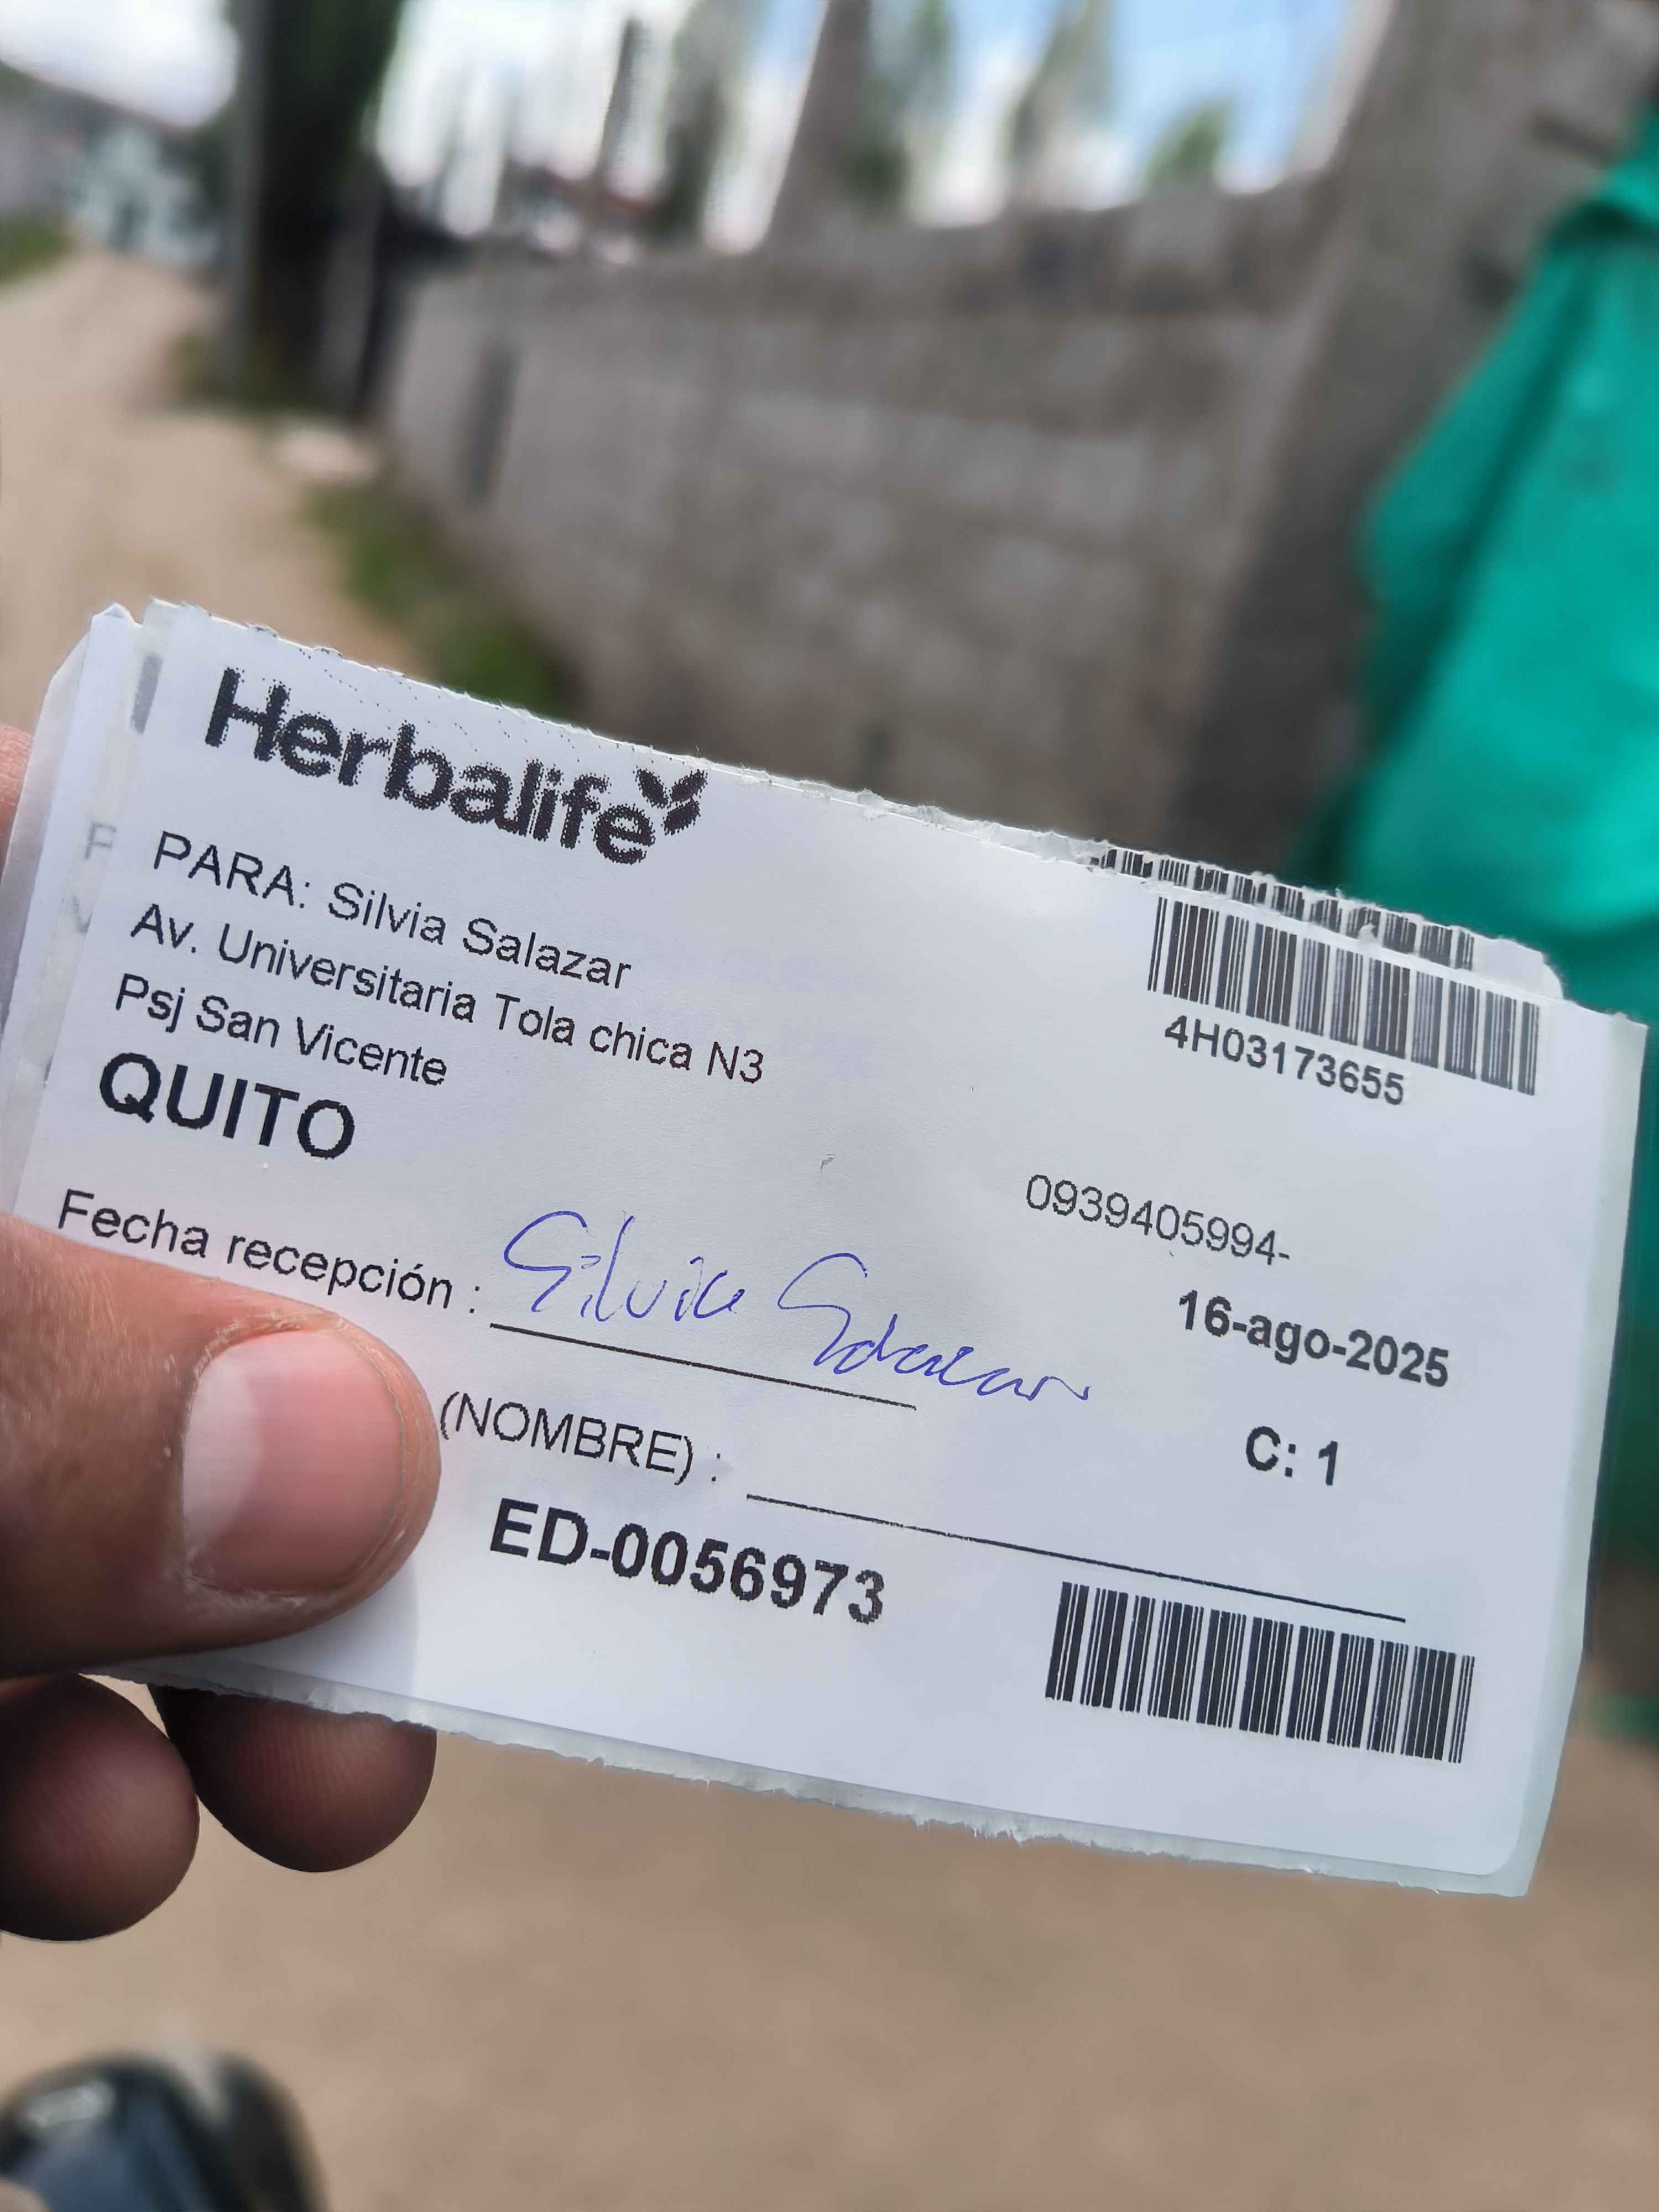 Herbalife
PARA: Silvia Salazar
Av. Universitaria Tola chica N3
Psj San Vicente
QUITO
4H03173655
0939405994-
16-ago-2025
Fecha recepción : Silvia Salazar
C: 1
(NOMBRE) :
ED-0056973